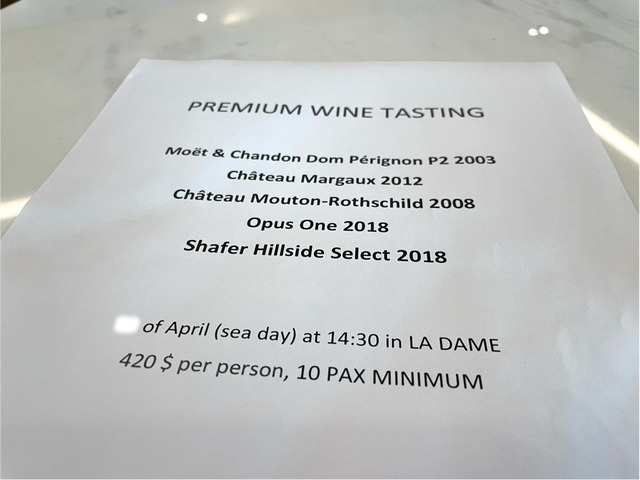 PREMIUM WINE TASTING
Moët & Chandon Dom Pérignon P2 2003
Château Margaux 2012
Château Mouton-Rothschild 2008
Opus One 2018
Shafer Hillside Select 2018
of April (sea day) at 14:30 in LA DAME
420 $ per person, 10 PAX MINIMUM